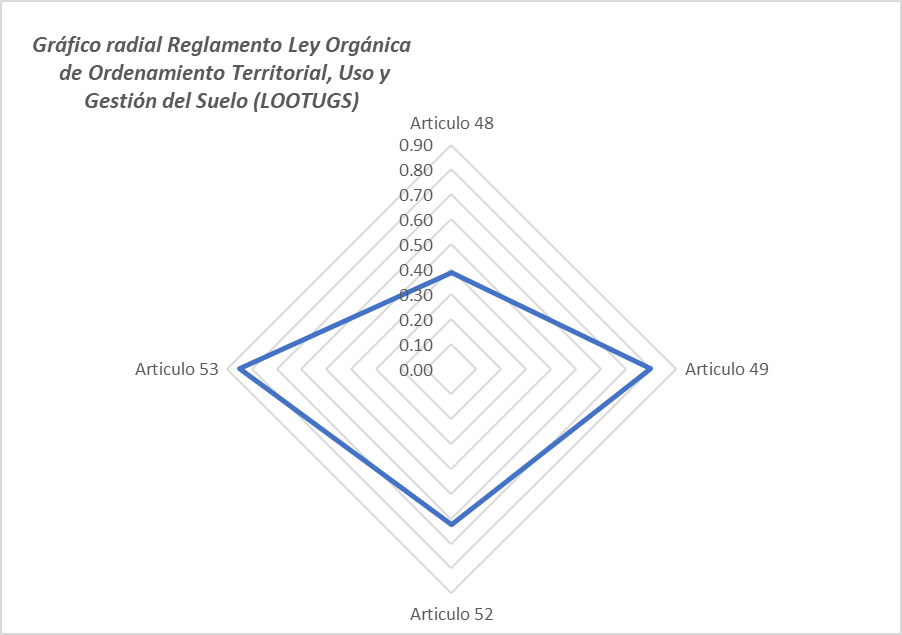 Gráfico radial Reglamento Ley Orgánica
de Ordenamiento Territorial, Uso y
Gestión del Suelo (LOOTUGS)
Articulo 48
0.90
0.80
0.70
0.60
0.50
0.40
0.30
0.20
0.10
0.00
Articulo 53
Articulo 49
Articulo 52